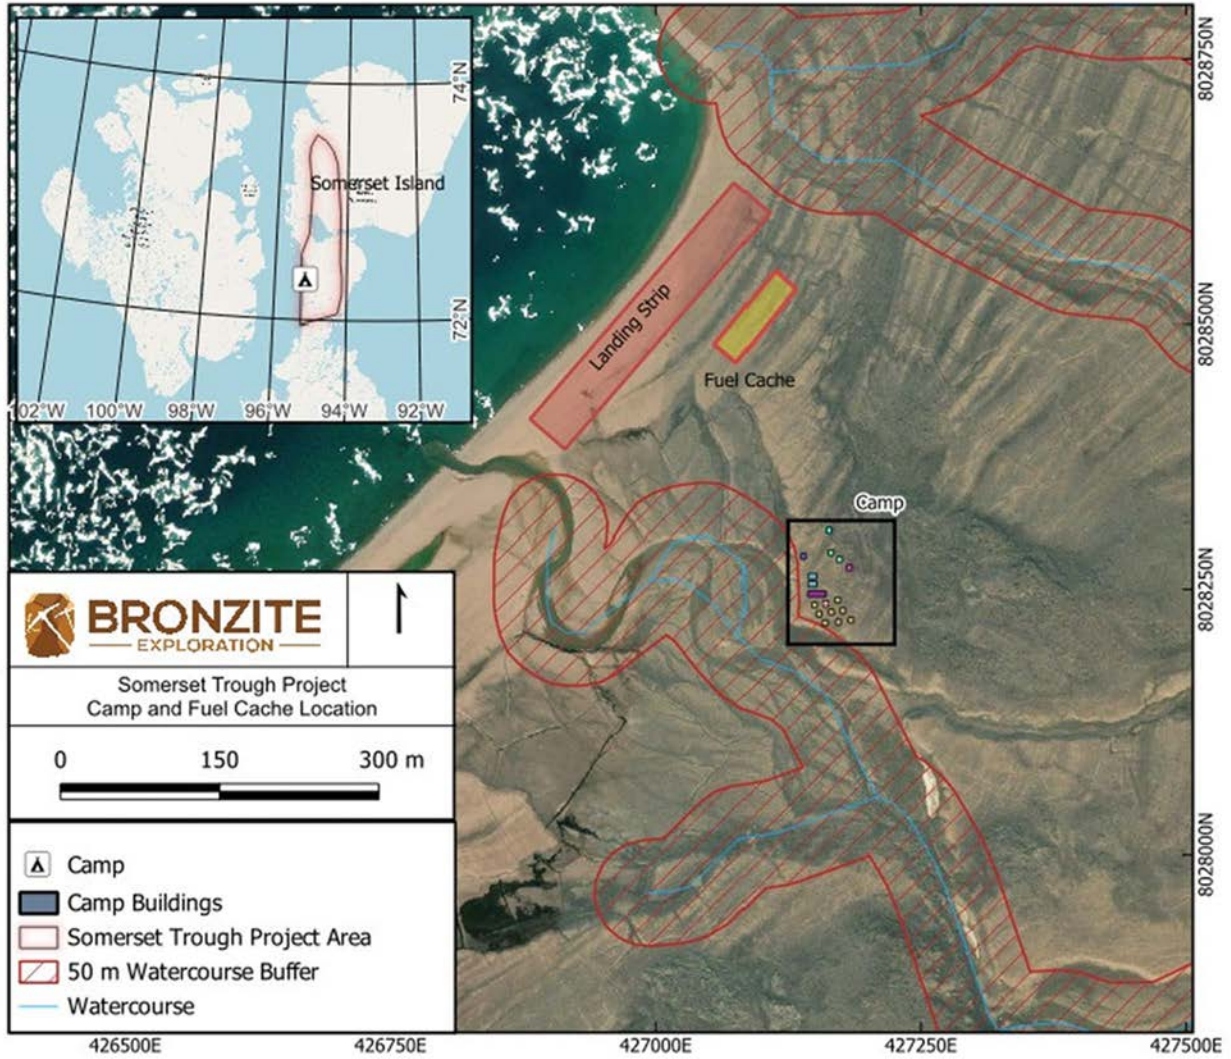 74°N
Somerset Island
72°N
02°W
100°W
98°W
96°W
94°W
92°W
8028750N
8028500N
8028250N
8028000N
Landing Strip
Fuel Cache
Camp
BRONZITE
EXPLORATION
Somerset Trough Project
Camp and Fuel Cache Location
0 150 300 m
Camp
Camp Buildings
Somerset Trough Project Area
50 m Watercourse Buffer
Watercourse
426500E 426750E 427000E 427250E 427500E